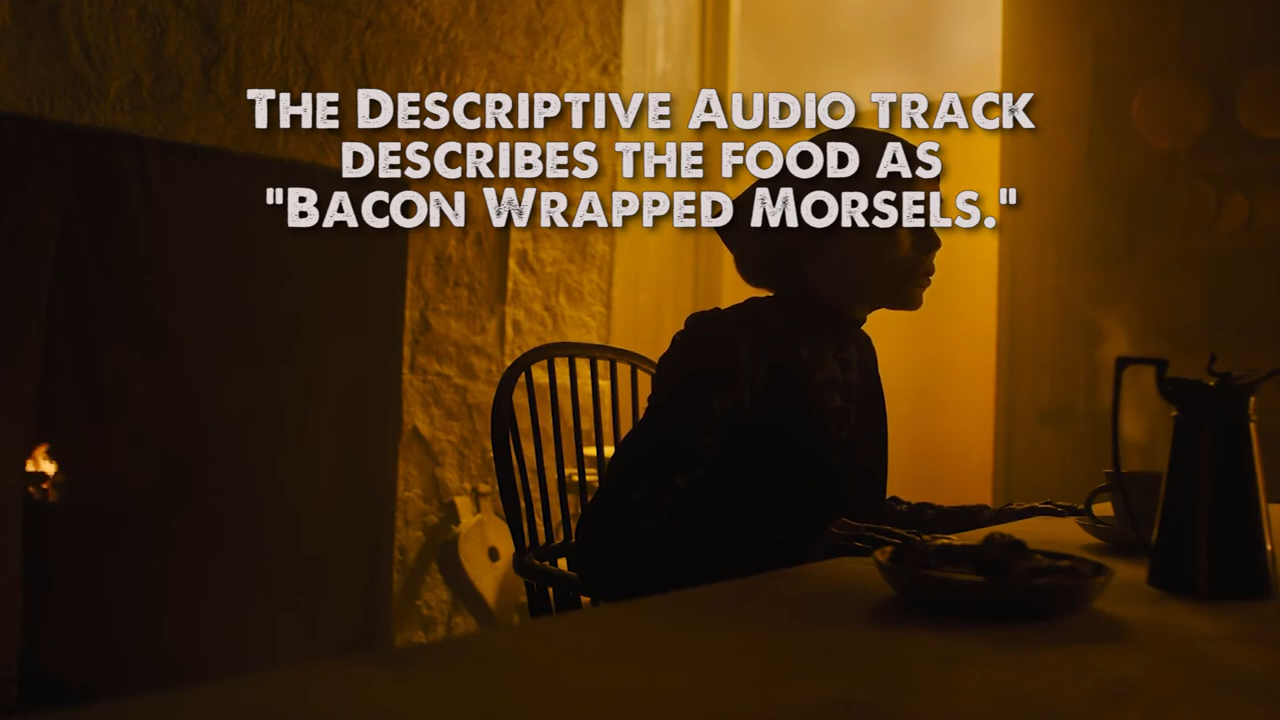 The Descriptive Audio track
describes the food as
"Bacon Wrapped Morsels."